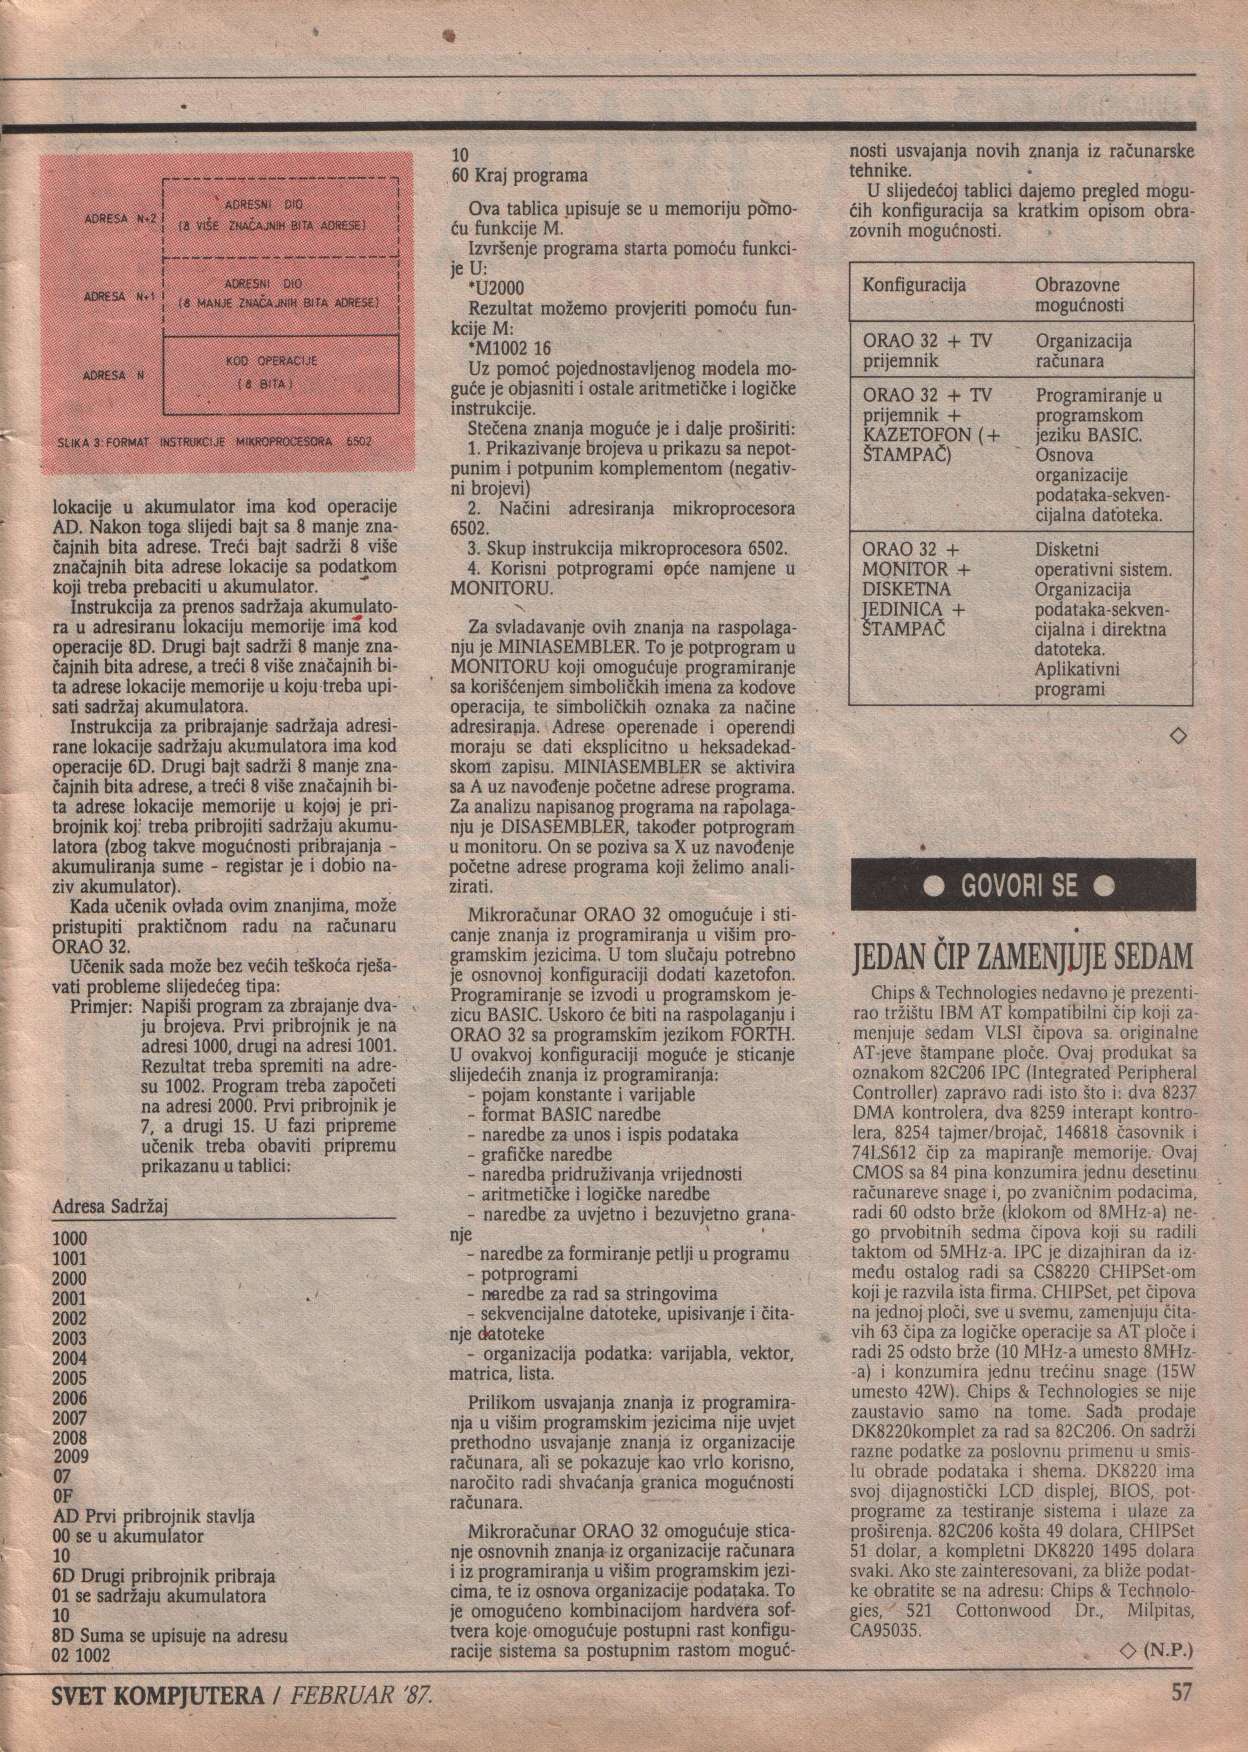 ADRESA N+2
ADRESNI DIO
(8 VIŠE ZNAČAJNIH BITA ADRESE)
ADRESA N+1
ADRESNI DIO
(8 MANJE ZNAČAJNIH BITA ADRESE)
ADRESA N
KOD OPERACIJE
(8 BITA)
SLIKA 3: FORMAT INSTRUKCIJE MIKROPROCESORA 6502
lokacije u akumulator ima kod operacije
AD. Nakon toga slijedi bajt sa 8 manje zna-
čajnih bita adrese. Treći bajt sadrži 8 više
značajnih bita adrese lokacije sa podatkom
koji treba prebaciti u akumulator.
Instrukcija za prenos sadržaja akumulato-
ra u adresiranu lokaciju memorije ima kod
operacije 8D. Drugi bajt sadrži 8 manje zna-
čajnih bita adrese, a treći 8 više značajnih bi-
ta adrese lokacije memorije u koju treba upi-
sati sadržaj akumulatora.
Instrukcija za pribrajanje sadržaja adresi-
rane lokacije sadržaju akumulatora ima kod
operacije 6D. Drugi bajt sadrži 8 manje zna-
čajnih bita adrese, a treći 8 više značajnih bi-
ta adrese lokacije memorije u kojoj je pri-
brojnik koji treba pribrojiti sadržaju akumu-
latora (zbog takve mogućnosti pribrajanja –
akumuliranja sume – registar je i dobio na-
ziv akumulator).
Kada učenik ovlada ovim znanjima, može
pristupiti praktičnom radu na računaru
ORAO 32.
Učenik sada može bez većih teškoća rješa-
vati probleme slijedećeg tipa:
Primjer: Napiši program za zbrajanje dva-
ju brojeva. Prvi pribrojnik je na
adresi 1000, drugi na adresi 1001.
Rezultat treba spremiti na adre-
su 1002. Program treba započeti
na adresi 2000. Prvi pribrojnik je
7, a drugi 15. U fazi pripreme
učenik treba obaviti pripremu
prikazanu u tablici:
Adresa Sadržaj
1000
1001
2000
2001
2002
2003
2004
2005
2006
2007
2008
2009
07
0F
AD Prvi pribrojnik stavlja
00 se u akumulator
10
6D Drugi pribrojnik pribraja
01 se sadržaju akumulatora
10
8D Suma se upisuje na adresu
02 1002
10
60 Kraj programa
Ova tablica upisuje se u memoriju pomo-
ću funkcije M.
Izvršenje programa starta pomoću funkci-
je U:
*U2000
Rezultat možemo provjeriti pomoću fun-
kcije M:
*M1002 16
Uz pomoć pojednostavljenog modela mo-
guće je objasniti i ostale aritmetičke i logičke
instrukcije.
Stečena znanja moguće je i dalje proširiti:
1. Prikazivanje brojeva u prikazu sa nepot-
punim i potpunim komplementom (negativ-
ni brojevi)
2. Načini adresiranja mikroprocesora
6502.
3. Skup instrukcija mikroprocesora 6502.
4. Korisni potprogrami opće namjene u
MONITORU.
Za svladavanje ovih znanja na raspolaga-
nju je MINIASEMBLER. To je potprogram u
MONITORU koji omogućuje programiranje
sa korišćenjem simboličkih imena za kodove
operacija, te simboličkih oznaka za načine
adresiranja. Adrese operenade i operendi
moraju se dati eksplicitno u heksadekad-
skom zapisu. MINIASEMBLER se aktivira
sa A uz navođenje početne adrese programa.
Za analizu napisanog programa na rapolaga-
nju je DISASEMBLER, također potprogram
u monitoru. On se poziva sa X uz navođenje
početne adrese programa koji želimo anali-
zirati.
Mikroračunar ORAO 32 omogućuje i sti-
canje znanja iz programiranja u višim pro-
gramskim jezicima. U tom slučaju potrebno
je osnovnoj konfiguraciji dodati kazetofon.
Programiranje se izvodi u programskom je-
zicu BASIC. Uskoro će biti na raspolaganju i
ORAO 32 sa programskim jezikom FORTH.
U ovakvoj konfiguraciji moguće je sticanje
slijedećih znanja iz programiranja:
– pojam konstante i varijable
– format BASIC naredbe
– naredbe za unos i ispis podataka
– grafičke naredbe
– naredba pridruživanja vrijednosti
– aritmetičke i logičke naredbe
– naredbe za uvjetno i bezuvjetno grana-
nje
– naredbe za formiranje petlji u programu
– potprogrami
– naredbe za rad sa stringovima
– sekvencijalne datoteke, upisivanje i čita-
nje datoteke
– organizacija podatka: varijabla, vektor,
matrica, lista.
Prilikom usvajanja znanja iz programira-
nja u višim programskim jezicima nije uvjet
prethodno usvajanje znanja iz organizacije
računara, ali se pokazuje kao vrlo korisno,
naročito radi shvaćanja granica mogućnosti
računara.
Mikroračunar ORAO 32 omogućuje stica-
nje osnovnih znanja iz organizacije računara
i iz programiranja u višim programskim jezi-
cima, te iz osnova organizacije podataka. To
je omogućeno kombinacijom hardvera sof-
tvera koje omogućuje postupni rast konfigu-
racije sistema sa postupnim rastom moguć-
nosti usvajanja novih znanja iz računarske
tehnike.
U slijedećoj tablici dajemo pregled mogu-
ćih konfiguracija sa kratkim opisom obra-
zovnih mogućnosti.
Konfiguracija
Obrazovne
mogućnosti
ORAO 32 + TV
prijemnik
Organizacija
računara
ORAO 32 + TV
prijemnik +
KAZETOFON (+
ŠTAMPAČ)
Programiranje u
programskom
jeziku BASIC.
Osnova
organizacije
podataka-sekven-
cijalna datoteka.
ORAO 32 +
MONITOR +
DISKETNA
JEDINICA +
ŠTAMPAČ
Disketni
operativni sistem.
Organizacija
podataka-sekven-
cijalna i direktna
datoteka.
Aplikativni
programi
◇
● GOVORI SE ●
JEDAN ČIP ZAMENJUJE SEDAM
Chips & Technologies nedavno je prezenti-
rao tržištu IBM AT kompatibilni čip koji za-
menjuje sedam VLSI čipova sa originalne
AT-jeve štampane ploče. Ovaj produkat sa
oznakom 82C206 IPC (Integrated Peripheral
Controller) zapravo radi isto što i: dva 8237
DMA kontrolera, dva 8259 interapt kontro-
lera, 8254 tajmer/brojač, 146818 časovnik i
74LS612 čip za mapiranje memorije. Ovaj
CMOS sa 84 pina konzumira jednu desetinu
računareve snage i, po zvaničnim podacima,
radi 60 odsto brže (klokom od 8MHz-a) ne-
go prvobitnih sedma čipova koji su radili
taktom od 5MHz-a. IPC je dizajniran da iz-
među ostalog radi sa CS8220 CHIPSet-om
koji je razvila ista firma. CHIPSet, pet čipova
na jednoj ploči, sve u svemu, zamenjuju čita-
vih 63 čipa za logičke operacije sa AT ploče i
radi 25 odsto brže (10 MHz-a umesto 8MHz-
-a) i konzumira jednu trećinu snage (15W
umesto 42W). Chips & Technologies se nije
zaustavio samo na tome. Sada prodaje
DK8220komplet za rad sa 82C206. On sadrži
razne podatke za poslovnu primenu u smis-
lu obrade podataka i shema. DK8220 ima
svoj dijagnostički LCD displej, BIOS, pot-
programe za testiranje sistema i ulaze za
proširenja. 82C206 košta 49 dolara, CHIPSet
51 dolar, a kompletni DK8220 1495 dolara
svaki. Ako ste zainteresovani, za bliže podat-
ke obratite se na adresu: Chips & Technolo-
gies, 521 Cottonwood Dr., Milpitas,
CA95035.
◇ (N.P.)
SVET KOMPJUTERA / FEBRUAR '87.
57